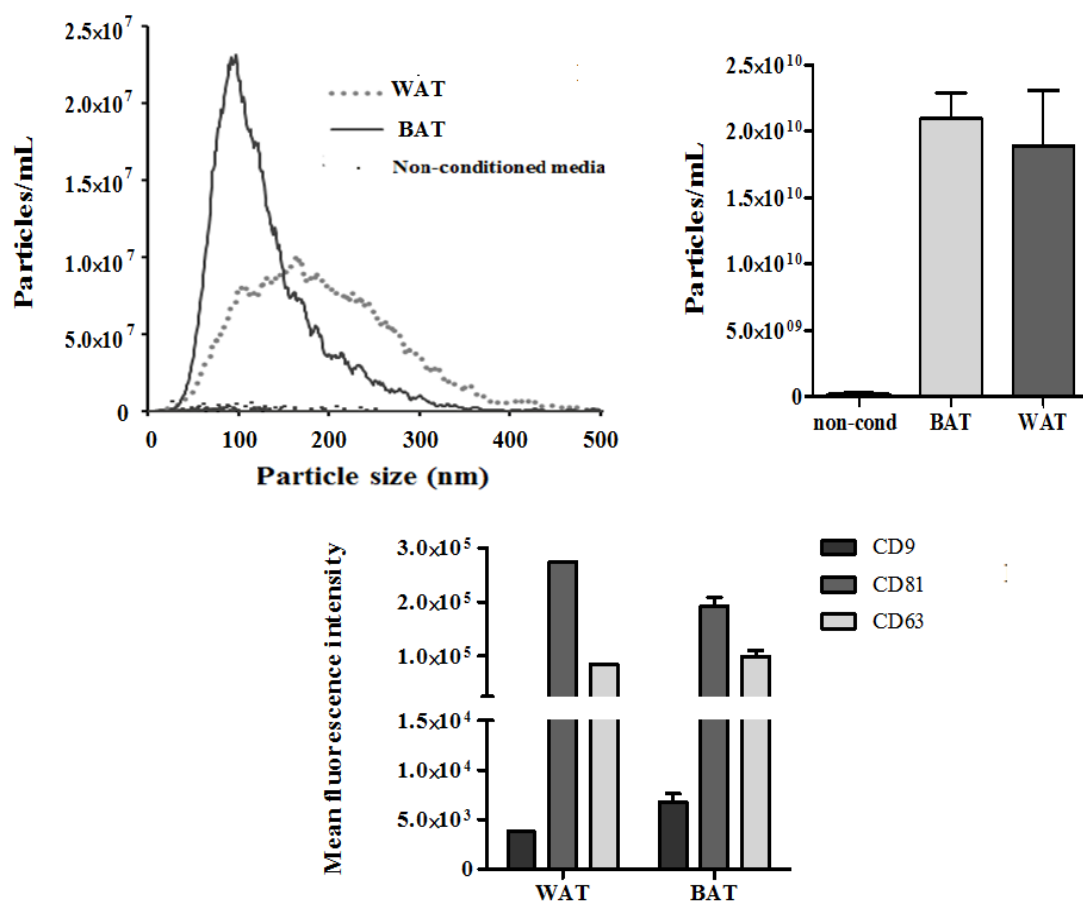 Particles/mL
2.5x10⁷
2.0x10⁷
1.5x10⁷
1.0x10⁷
5.0x10⁷
0
0 100 200 300 400 500
Particle size (nm)
WAT
BAT
Non-conditioned media
Particles/mL
2.5x10¹⁰
2.0x10¹⁰
1.5x10¹⁰
1.0x10¹⁰
5.0x10⁰⁹
0
non-cond BAT WAT
Mean fluorescence intensity
3.0x10⁵
2.0x10⁵
1.0x10⁵
1.5x10⁴
1.0x10⁴
5.0x10³
0
WAT BAT
CD9
CD81
CD63